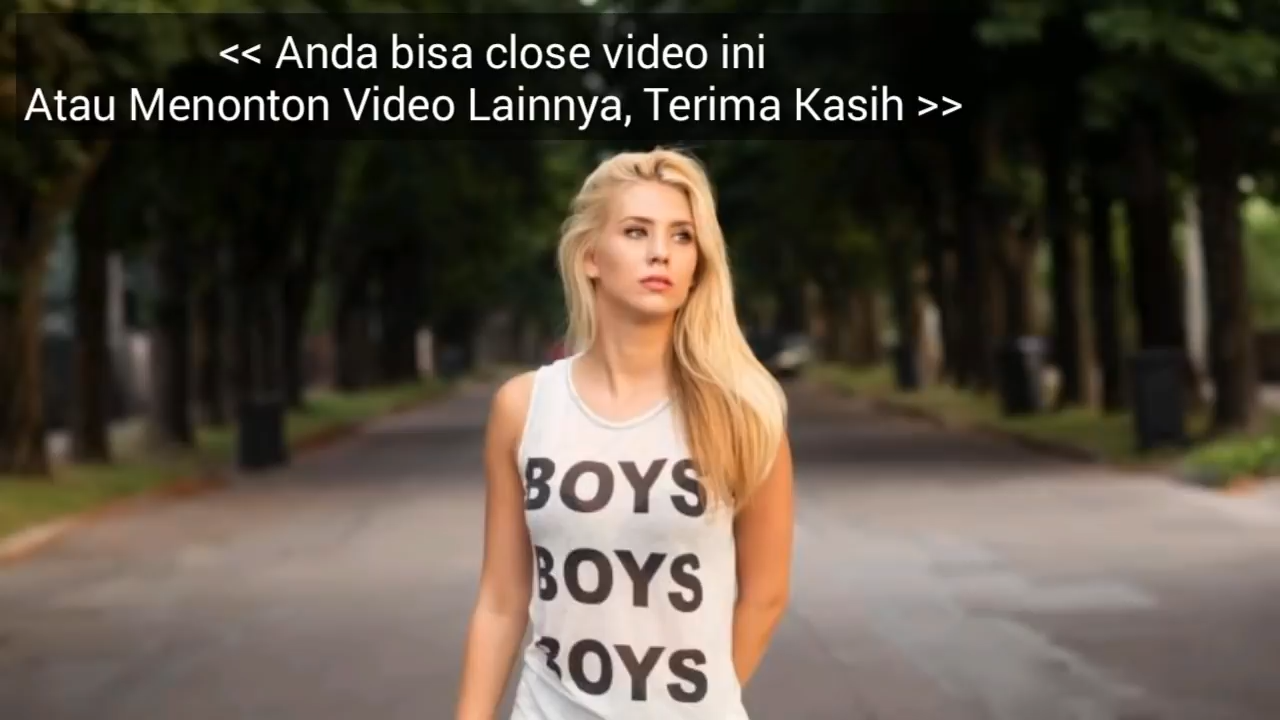 << Anda bisa close video ini
Atau Menonton Video Lainnya, Terima Kasih >>
BOYS
BOYS
BOYS